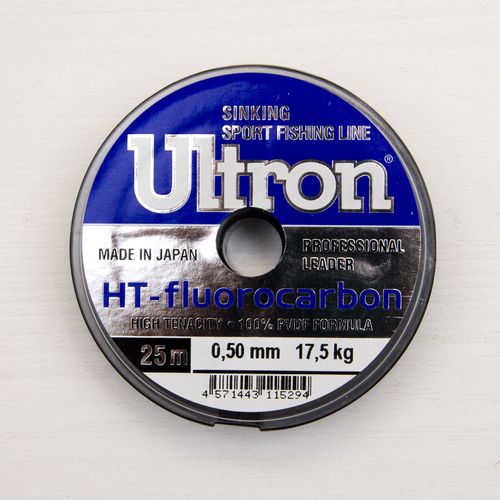 SINKING
SPORT FISHING LINE
Ultron®
MADE IN JAPAN
PROFESSIONAL
LEADER
HT-fluorocarbon
HIGH TENACITY • 100% PVDF FORMULA
25m 0,50 mm 17,5 kg
4 571443 115294